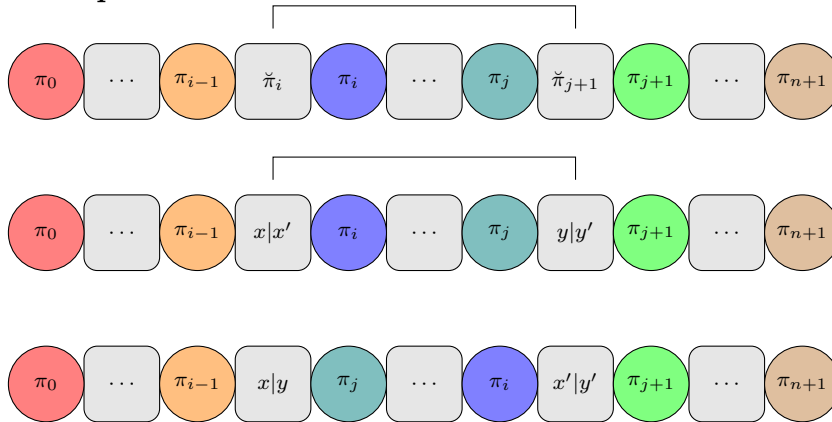 π₀ ⋯ πᵢ₋₁ π̆ᵢ πᵢ ⋯ πⱼ π̆ⱼ₊₁ πⱼ₊₁ ⋯ πₙ₊₁
π₀ ⋯ πᵢ₋₁ x|x′ πᵢ ⋯ πⱼ y|y′ πⱼ₊₁ ⋯ πₙ₊₁
π₀ ⋯ πᵢ₋₁ x|y πⱼ ⋯ πᵢ x′|y′ πⱼ₊₁ ⋯ πₙ₊₁